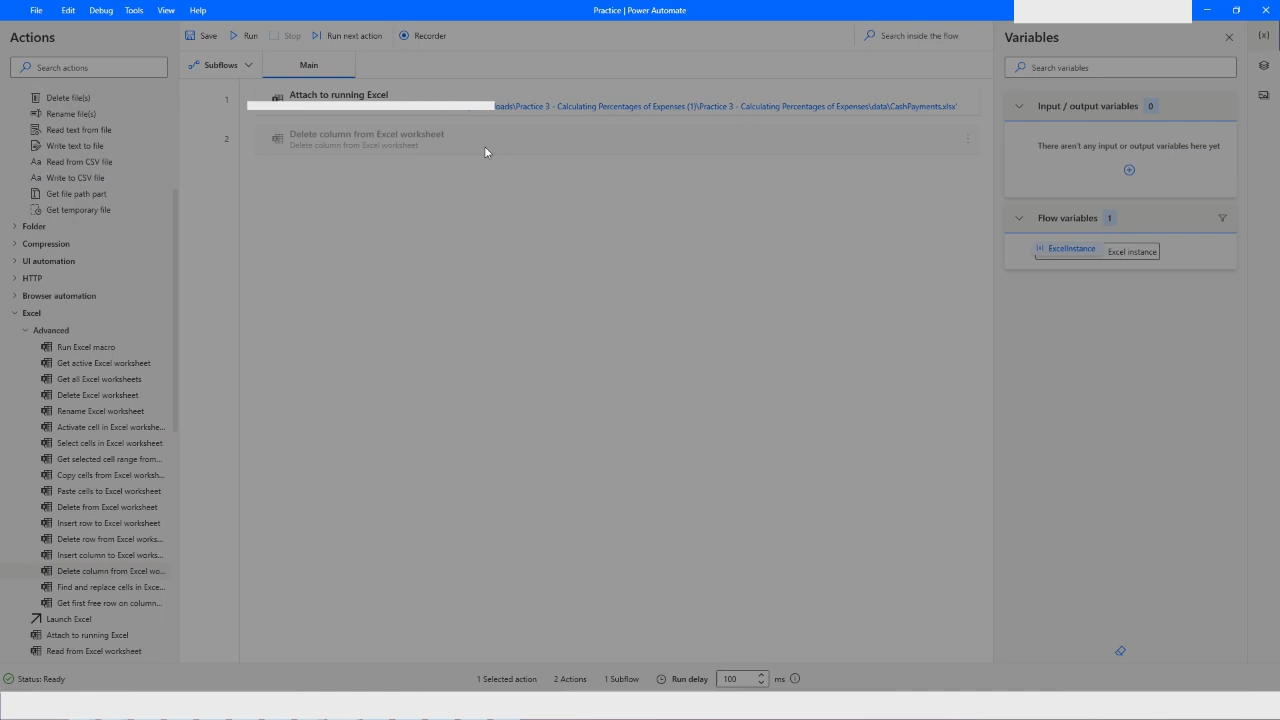 File Edit Debug Tools View Help
Practice | Power Automate
Actions
Search actions
Delete file(s)
Rename file(s)
Read text from file
Write text to file
Read from CSV file
Write to CSV file
Get file path part
Get temporary file
Folder
Compression
UI automation
HTTP
Browser automation
Excel
Advanced
Run Excel macro
Get active Excel worksheet
Get all Excel worksheets
Delete Excel worksheet
Rename Excel worksheet
Activate cell in Excel workshe...
Select cells in Excel worksheet
Get selected cell range from...
Copy cells from Excel worksh...
Paste cells to Excel worksheet
Delete from Excel worksheet
Insert row to Excel worksheet
Delete row from Excel worksh...
Insert column to Excel works...
Delete column from Excel wo...
Find and replace cells in Exce...
Get first free row on column...
Launch Excel
Attach to running Excel
Read from Excel worksheet
Save Run Stop Run next action Recorder
Search inside the flow
Subflows Main
1 Attach to running Excel
oads\Practice 3 - Calculating Percentages of Expenses (1)\Practice 3 - Calculating Percentages of Expenses\data\CashPayments.xlsx'
2 Delete column from Excel worksheet
Delete column from Excel worksheet
Variables
{x}
Search variables
Input / output variables 0
There aren't any input or output variables here yet
Flow variables 1
{x} ExcelInstance Excel instance
Status: Ready
1 Selected action 2 Actions 1 Subflow Run delay 100 ms